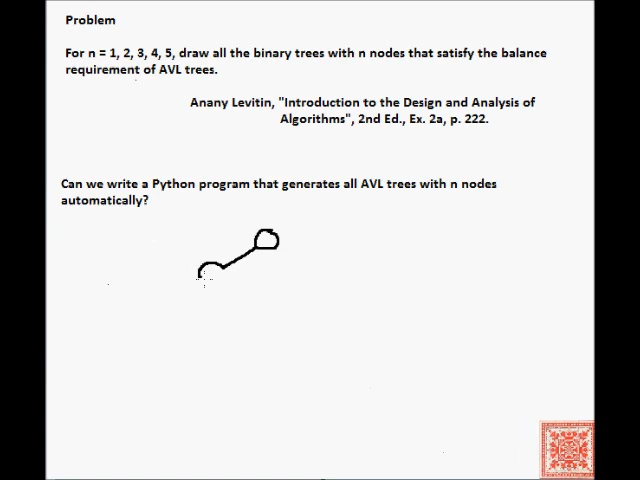 Problem
For n = 1, 2, 3, 4, 5, draw all the binary trees with n nodes that satisfy the balance
requirement of AVL trees.
Anany Levitin, "Introduction to the Design and Analysis of
Algorithms", 2nd Ed., Ex. 2a, p. 222.
Can we write a Python program that generates all AVL trees with n nodes
automatically?